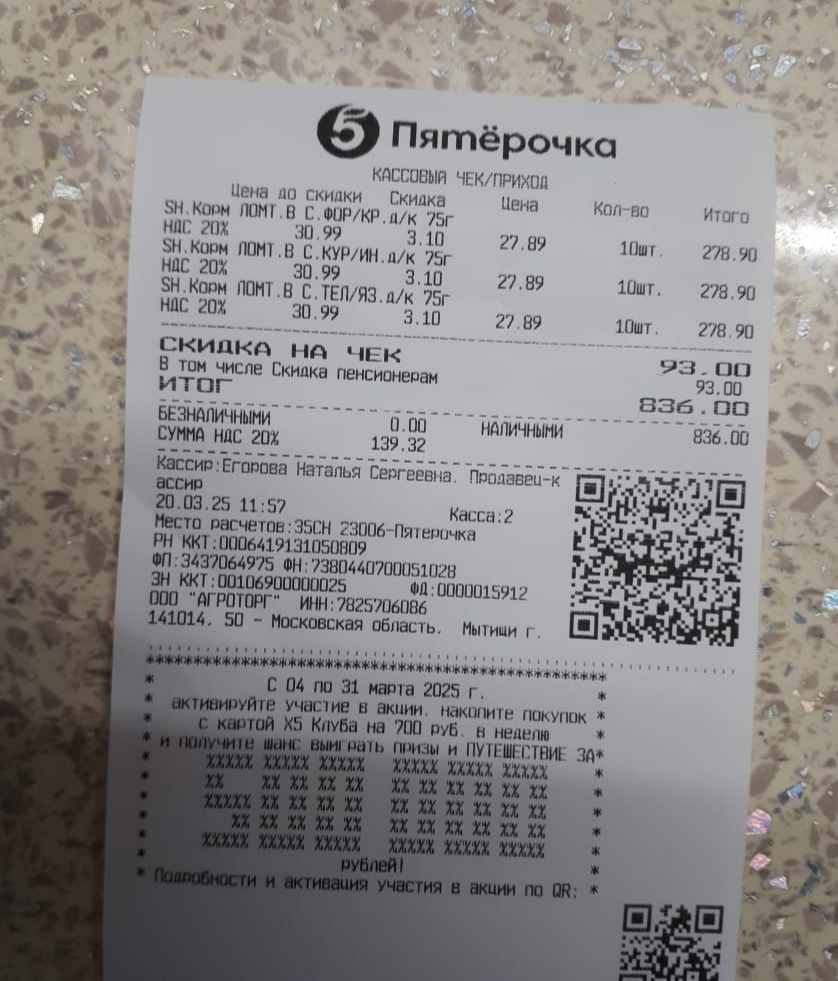 5 Пятёрочка
КАССОВЫЙ ЧЕК/ПРИХОД
Цена до скидки Скидка Цена Кол-во Итого
SH.Корм ЛОМТ.В С.ФОР/КР.д/к 75г
НДС 20% 30.99 3.10 27.89 10шт. 278.90
SH.Корм ЛОМТ.В С.КУР/ИН.д/к 75г
НДС 20% 30.99 3.10 27.89 10шт. 278.90
SH.Корм ЛОМТ.В С.ТЕЛ/ЯЗ.д/к 75г
НДС 20% 30.99 3.10 27.89 10шт. 278.90
СКИДКА НА ЧЕК 93.00
В том числе Скидка пенсионерам 93.00
ИТОГ 836.00
БЕЗНАЛИЧНЫМИ 0.00 НАЛИЧНЫМИ 836.00
СУММА НДС 20% 139.32
Кассир:Егорова Наталья Сергеевна. Продавец-к
ассир
20.03.25 11:57 Касса:2
Место расчетов:35CH 23006-Пятерочка
РН ККТ:0006419131050809
ФП:3437064975 ФН:7380440700051028
ЗН ККТ:00106900000025 ФД:0000015912
ООО "АГРОТОРГ" ИНН:7825706086
141014. 50 - Московская область. Мытищи г.
***********************************************
* С 04 по 31 марта 2025 г. *
* активируйте участие в акции. накопите покупок *
* с картой X5 Клуба на 700 руб. в неделю *
* и получите шанс выиграть призы и ПУТЕШЕСТВИЕ ЗА*
* %%%%% %%%%% %%%%% %%%%% %%%%% %%%%% *
* %% %% %% %% %% %% %% %% %% %% %% *
* %%%%% %% %% %% %% %% %% %% %% %% %% *
* %% %% %% %% %% %% %% %% %% %% %% *
* %%%%% %%%%% %%%%% %%%%% %%%%% %%%%% *
* рублей! *
* Подробности и активация участия в акции по QR: *